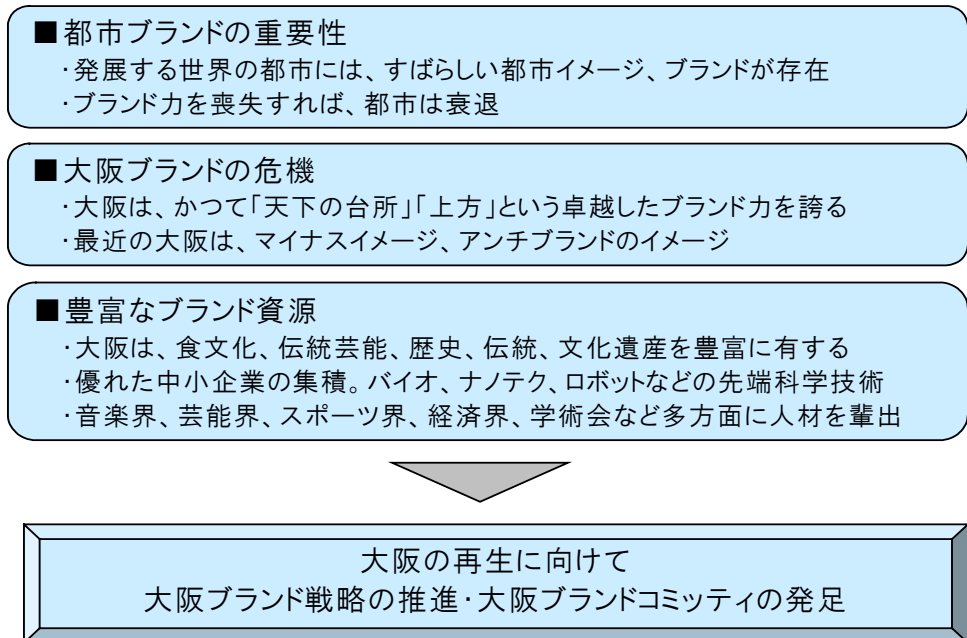 ■都市ブランドの重要性
・発展する世界の都市には、すばらしい都市イメージ、ブランドが存在
・ブランド力を喪失すれば、都市は衰退
■大阪ブランドの危機
・大阪は、かつて「天下の台所」「上方」という卓越したブランド力を誇る
・最近の大阪は、マイナスイメージ、アンチブランドのイメージ
■豊富なブランド資源
・大阪は、食文化、伝統芸能、歴史、伝統、文化遺産を豊富に有する
・優れた中小企業の集積。バイオ、ナノテク、ロボットなどの先端科学技術
・音楽界、芸能界、スポーツ界、経済界、学術会など多方面に人材を輩出
大阪の再生に向けて
大阪ブランド戦略の推進・大阪ブランドコミッティの発足